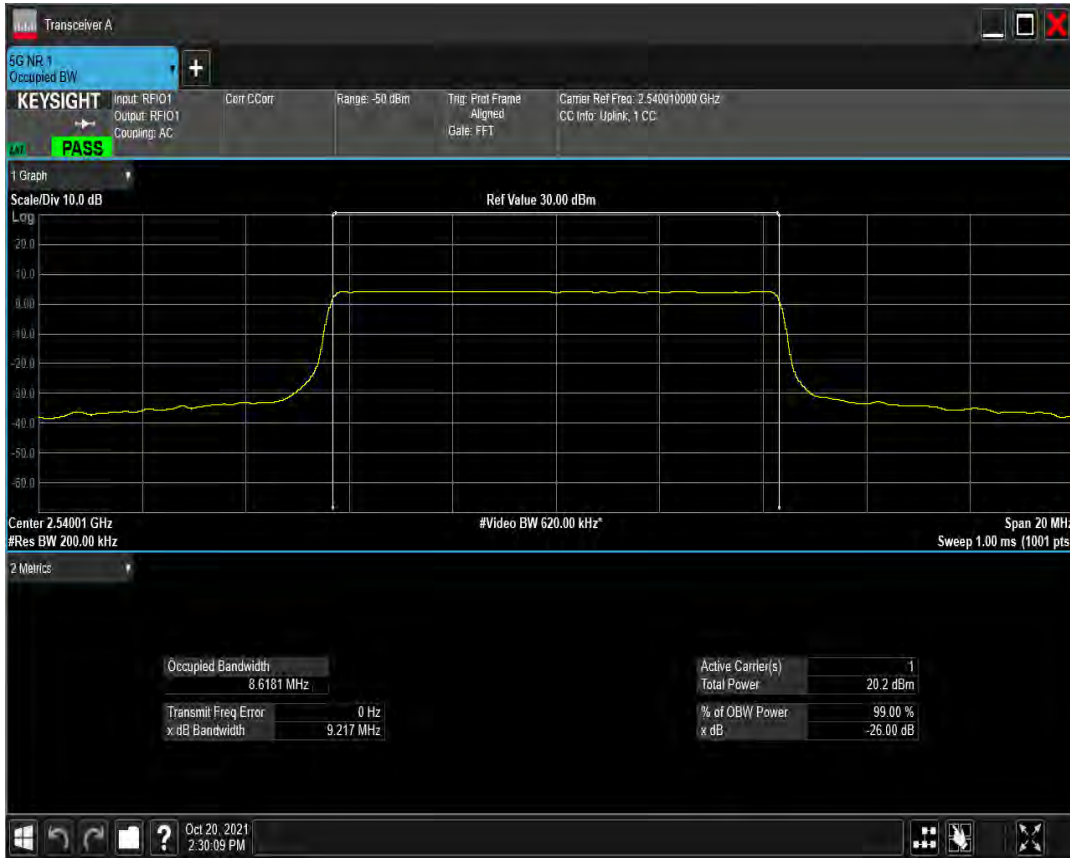 Transceiver A
5G NR 1
Occupied BW
+
KEYSIGHT
Input: RFIO1
Output: RFIO1
Coupling: AC
Corr CCorr
Range: -50 dBm
Trig: Prot Frame
Aligned
Gate: FFT
Carrier Ref Freq: 2.540010000 GHz
CC Info: Uplink, 1 CC
PASS
1 Graph
Scale/Div 10.0 dB
Ref Value 30.00 dBm
Log
20.0
10.0
0.00
-10.0
-20.0
-30.0
-40.0
-50.0
-60.0
Center 2.54001 GHz
#Video BW 620.00 kHz*
Span 20 MHz
#Res BW 200.00 kHz
Sweep 1.00 ms (1001 pts
2 Metrics
Occupied Bandwidth
8.6181 MHz
Transmit Freq Error 0 Hz
x dB Bandwidth 9.217 MHz
Active Carrier(s) 1
Total Power 20.2 dBm
% of OBW Power 99.00 %
x dB -26.00 dB
?
Oct 20, 2021
2:30:09 PM